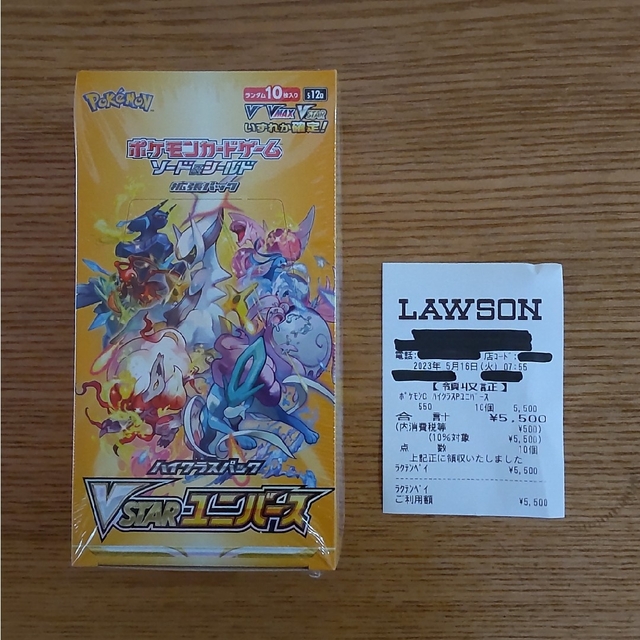 Pokémon
ランダム10枚入り s12a
V VMAX VSTAR
いずれか確定!
ポケモンカードゲーム
ソード&シールド
拡張パック
ハイクラスパック
VSTARユニバース
LAWSON
電話: 店コード:
2023年 5月16日(火) 07:55
【領収証】
ポケモンC ハイクラスPユニバース
550 10個 5,500
合 計 ¥5,500
(内消費税等 ¥500)
(10%対象 ¥5,500)
点 数 10個
上記正に領収いたしました
ラクテンペイ ¥5,500
ラクテンペイ
ご利用額 ¥5,500